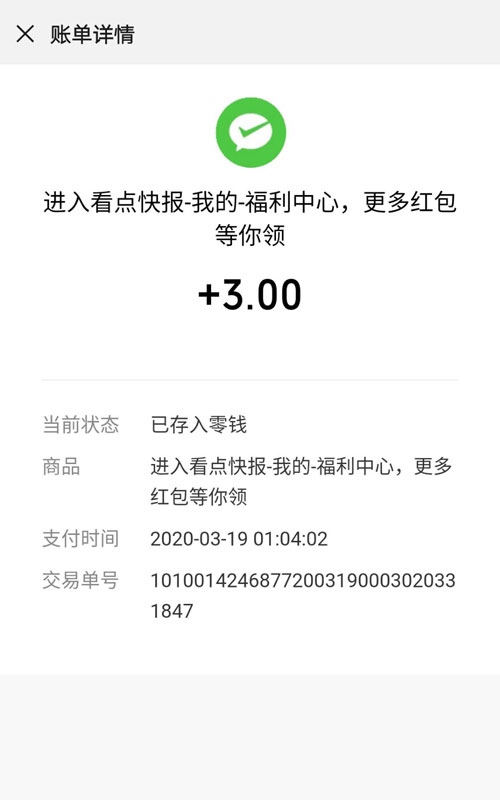 账单详情
进入看点快报-我的-福利中心，更多红包
等你领
+3.00
当前状态 已存入零钱
商品 进入看点快报-我的-福利中心，更多
红包等你领
支付时间 2020-03-19 01:04:02
交易单号 1010014246877200319000302033
1847